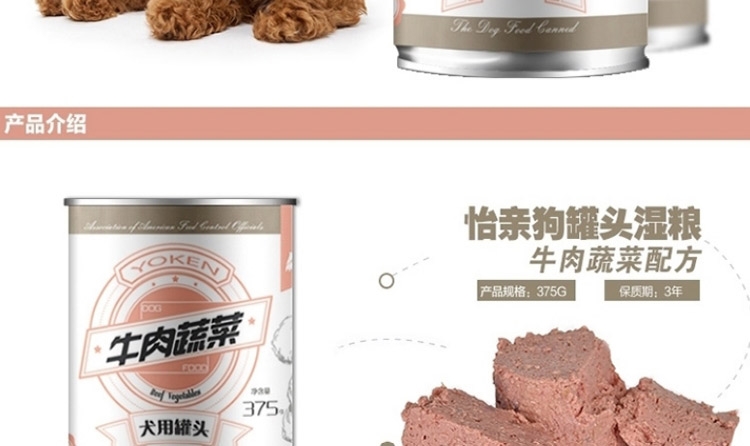 The Dog Food Canned
产品介绍
Association of American Feed Control Officials
YOKEN
DOG
牛肉蔬菜
Beef Vegetables
净含量
375
犬用罐头
怡亲狗罐头湿粮
牛肉蔬菜配方
产品规格：375G
保质期：3年